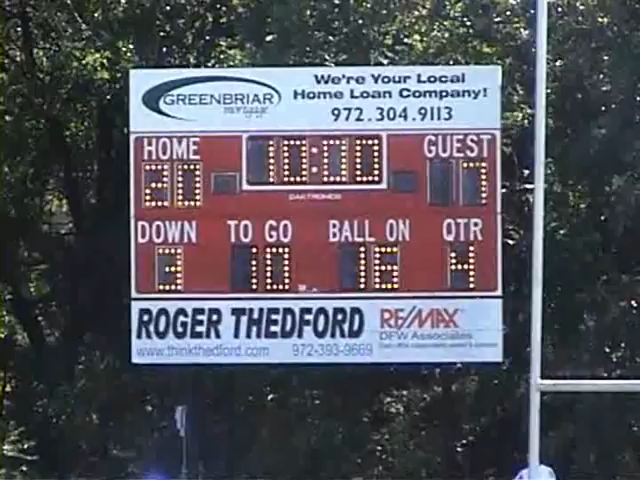 We're Your Local
Home Loan Company!
GREENBRIAR
972.304.9113
HOME 10:00 GUEST
20 7
DAKTRONICS
DOWN TO GO BALL ON QTR
3 10 16 4
ROGER THEDFORD RE/MAX
DFW Associates
www.thinkthedford.com 972-393-9669